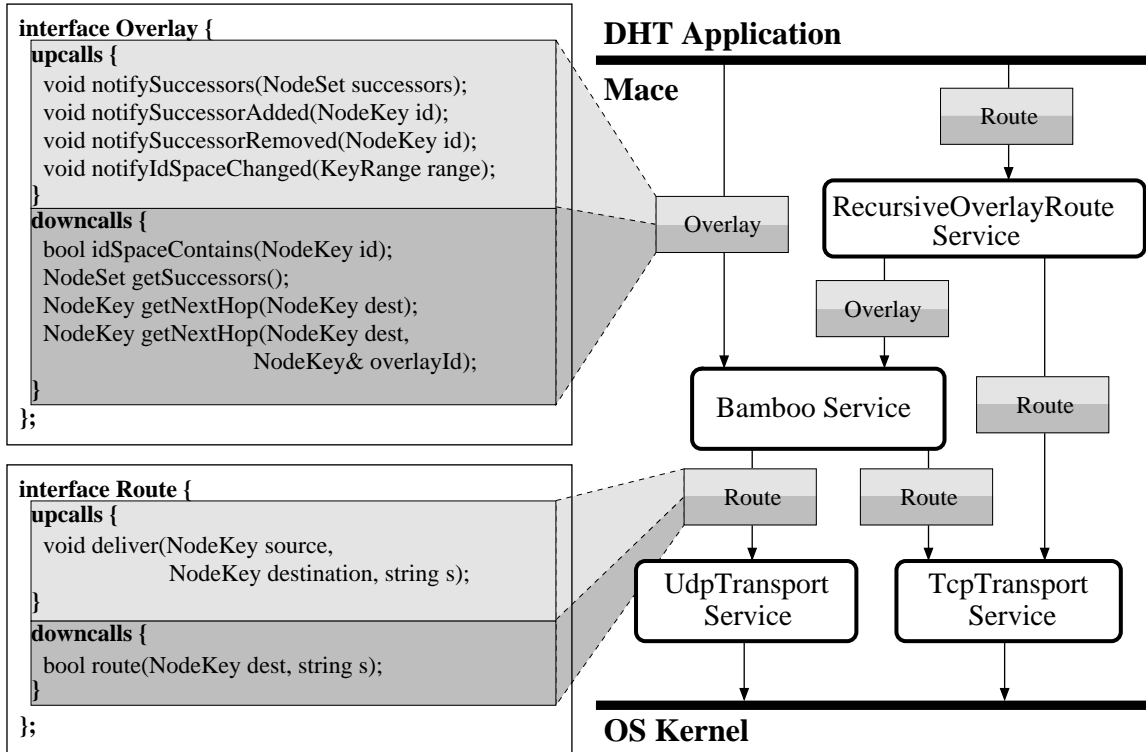 interface Overlay {
upcalls {
void notifySuccessors(NodeSet successors);
void notifySuccessorAdded(NodeKey id);
void notifySuccessorRemoved(NodeKey id);
void notifyIdSpaceChanged(KeyRange range);
}
downcalls {
bool idSpaceContains(NodeKey id);
NodeSet getSuccessors();
NodeKey getNextHop(NodeKey dest);
NodeKey getNextHop(NodeKey dest,
NodeKey& overlayId);
}
};
interface Route {
upcalls {
void deliver(NodeKey source,
NodeKey destination, string s);
}
downcalls {
bool route(NodeKey dest, string s);
}
};
DHT Application
Mace
Route
RecursiveOverlayRoute
Service
Overlay
Overlay
Bamboo Service
Route
Route
Route
UdpTransport
Service
TcpTransport
Service
OS Kernel